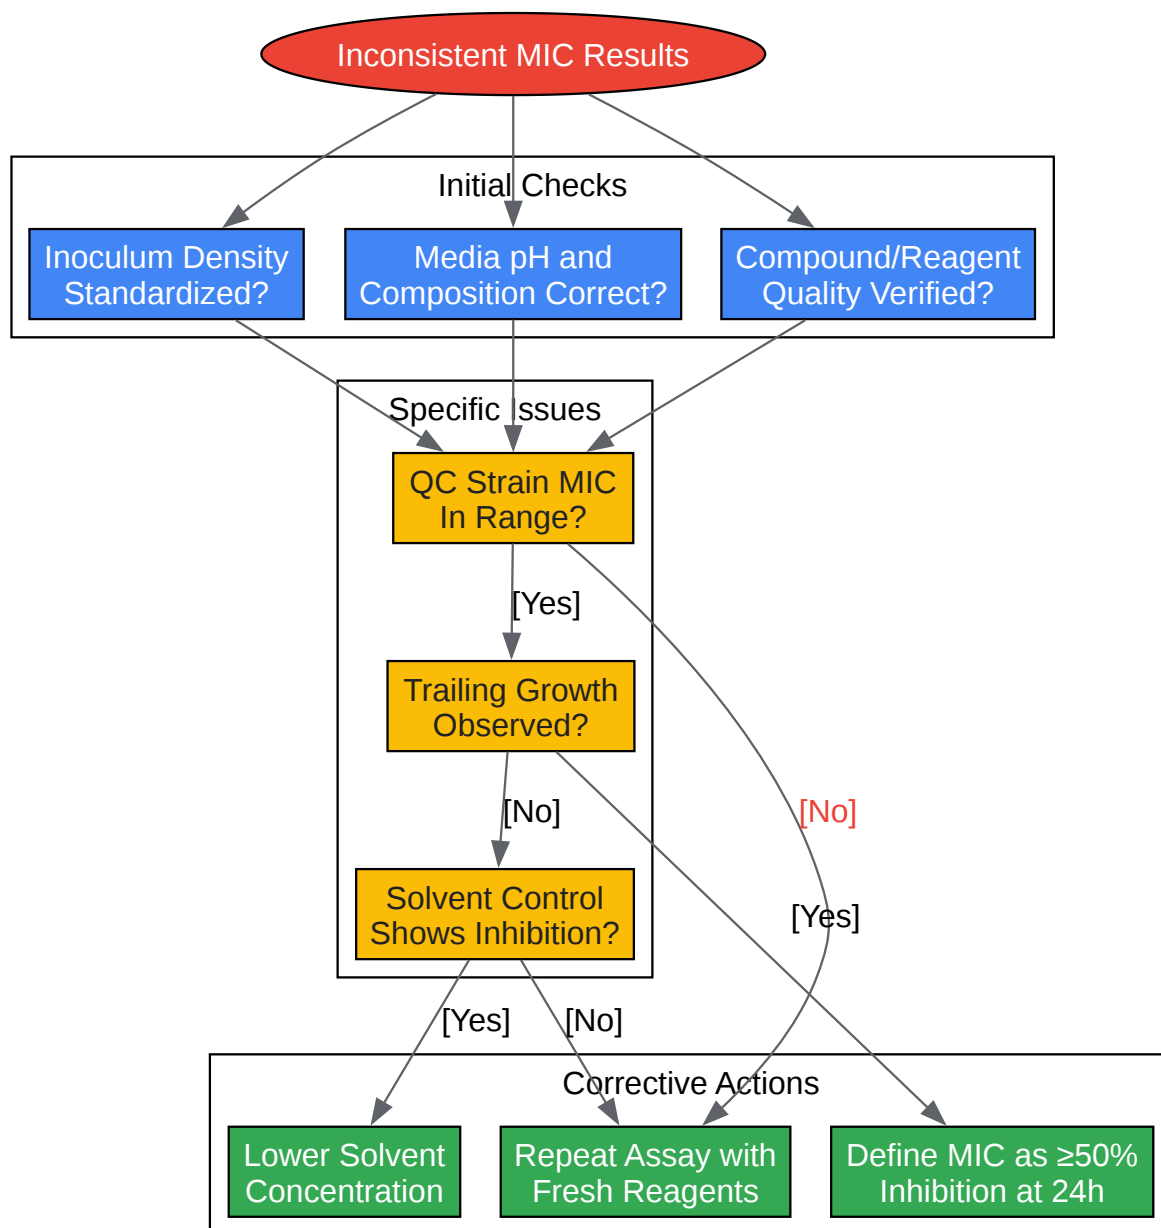 Inconsistent MIC Results
Initial Checks
Inoculum Density
Standardized?
Media pH and
Composition Correct?
Compound/Reagent
Quality Verified?
Specific Issues
QC Strain MIC
In Range?
[Yes]
Trailing Growth
Observed?
[No]
[No]
Solvent Control
Shows Inhibition?
[Yes]
[Yes]
[No]
Corrective Actions
Lower Solvent
Concentration
Repeat Assay with
Fresh Reagents
Define MIC as ≥50%
Inhibition at 24h